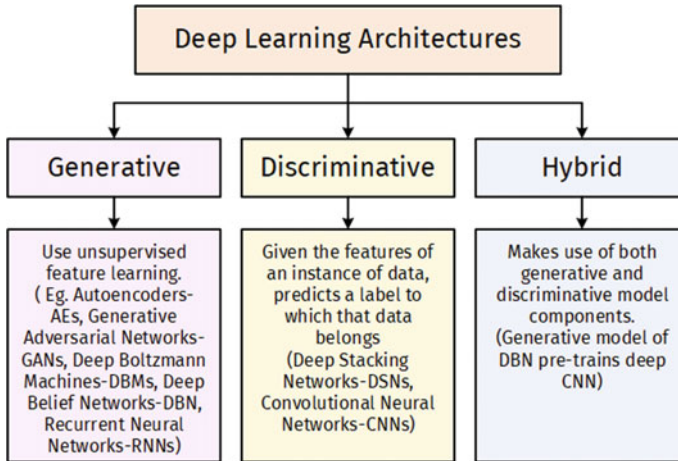 Deep Learning Architectures
Generative
Discriminative
Hybrid
Use unsupervised
feature learning.
( Eg. Autoencoders-
AEs, Generative
Adversarial Networks-
GANs, Deep Boltzmann
Machines-DBMs, Deep
Belief Networks-DBN,
Recurrent Neural
Networks-RNNs)
Given the features of
an instance of data,
predicts a label to
which that data
belongs
(Deep Stacking
Networks-DSNs,
Convolutional Neural
Networks-CNNs)
Makes use of both
generative and
discriminative model
components.
(Generative model of
DBN pre-trains deep
CNN)